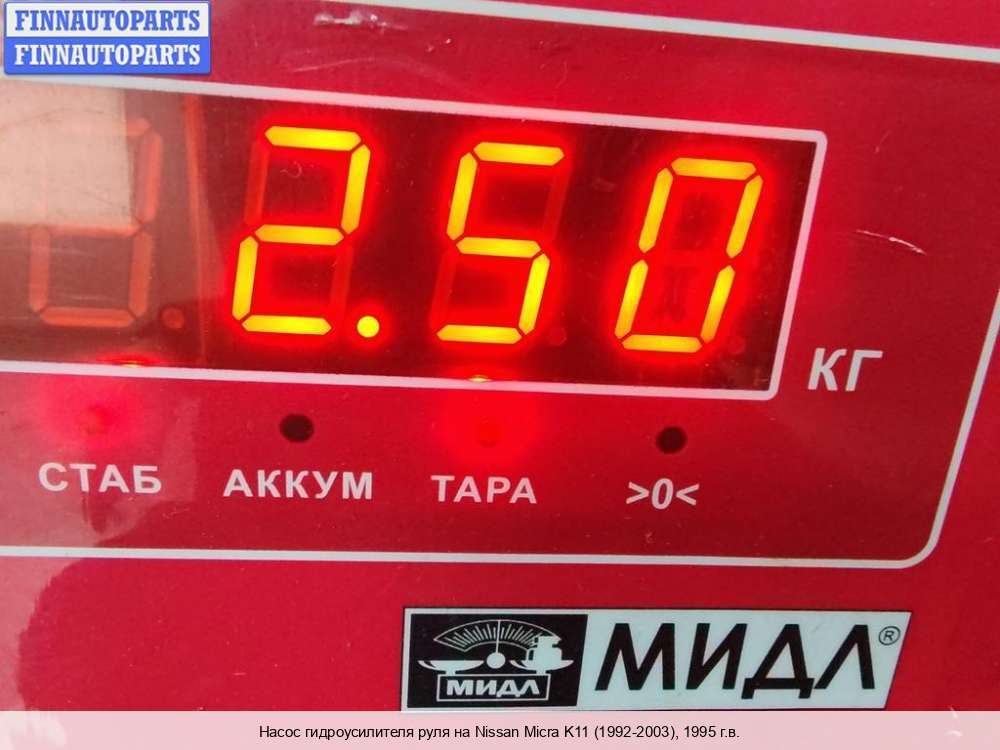 FINNAUTOPARTS
FINNAUTOPARTS
2.50
КГ
СТАБ АККУМ ТАРА >0<
МИДЛ
МИДЛ®
Насос гидроусилителя руля на Nissan Micra K11 (1992-2003), 1995 г.в.